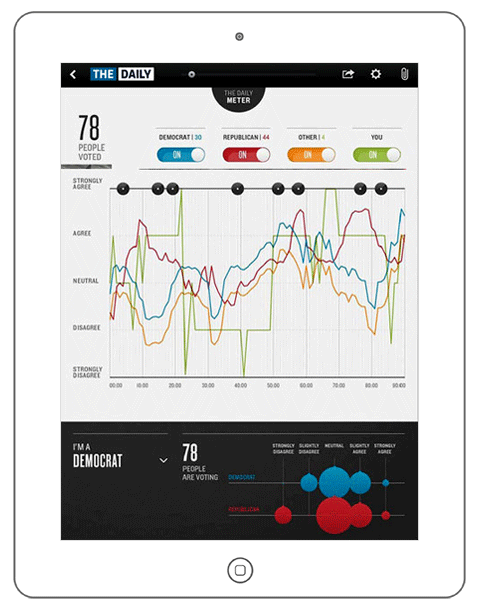 THE DAILY
THE DAILY
METER
78
PEOPLE
VOTED
DEMOCRAT | 30
REPUBLICAN | 44
OTHER | 4
YOU
ON
ON
ON
ON
STRONGLY
AGREE
AGREE
NEUTRAL
DISAGREE
STRONGLY
DISAGREE
00:00
10:00
20:00
30:00
40:00
50:00
60:00
70:00
80:00
90:00
I'M A
DEMOCRAT
78
PEOPLE
ARE VOTING
STRONGLY
DISAGREE
SLIGHTLY
DISAGREE
NEUTRAL
SLIGHTLY
AGREE
STRONGLY
AGREE
DEMOCRAT
REPUBLICAN